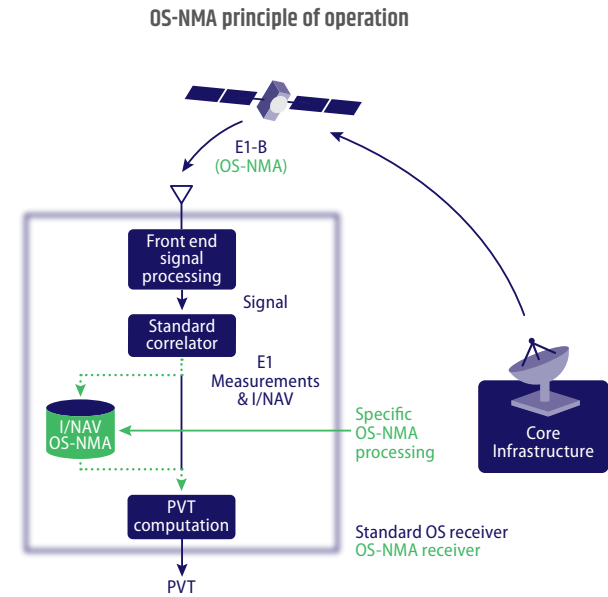 OS-NMA principle of operation
E1-B
(OS-NMA)
Front end
signal
processing
Signal
Standard
correlator
E1
Measurements
& I/NAV
I/NAV
OS-NMA
Specific
OS-NMA
processing
Core
Infrastructure
PVT
computation
Standard OS receiver
OS-NMA receiver
PVT